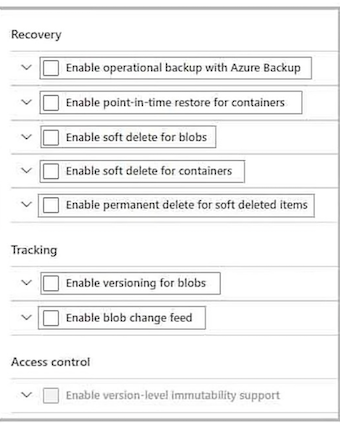 Recovery
Enable operational backup with Azure Backup
Enable point-in-time restore for containers
Enable soft delete for blobs
Enable soft delete for containers
Enable permanent delete for soft deleted items
Tracking
Enable versioning for blobs
Enable blob change feed
Access control
Enable version-level immutability support